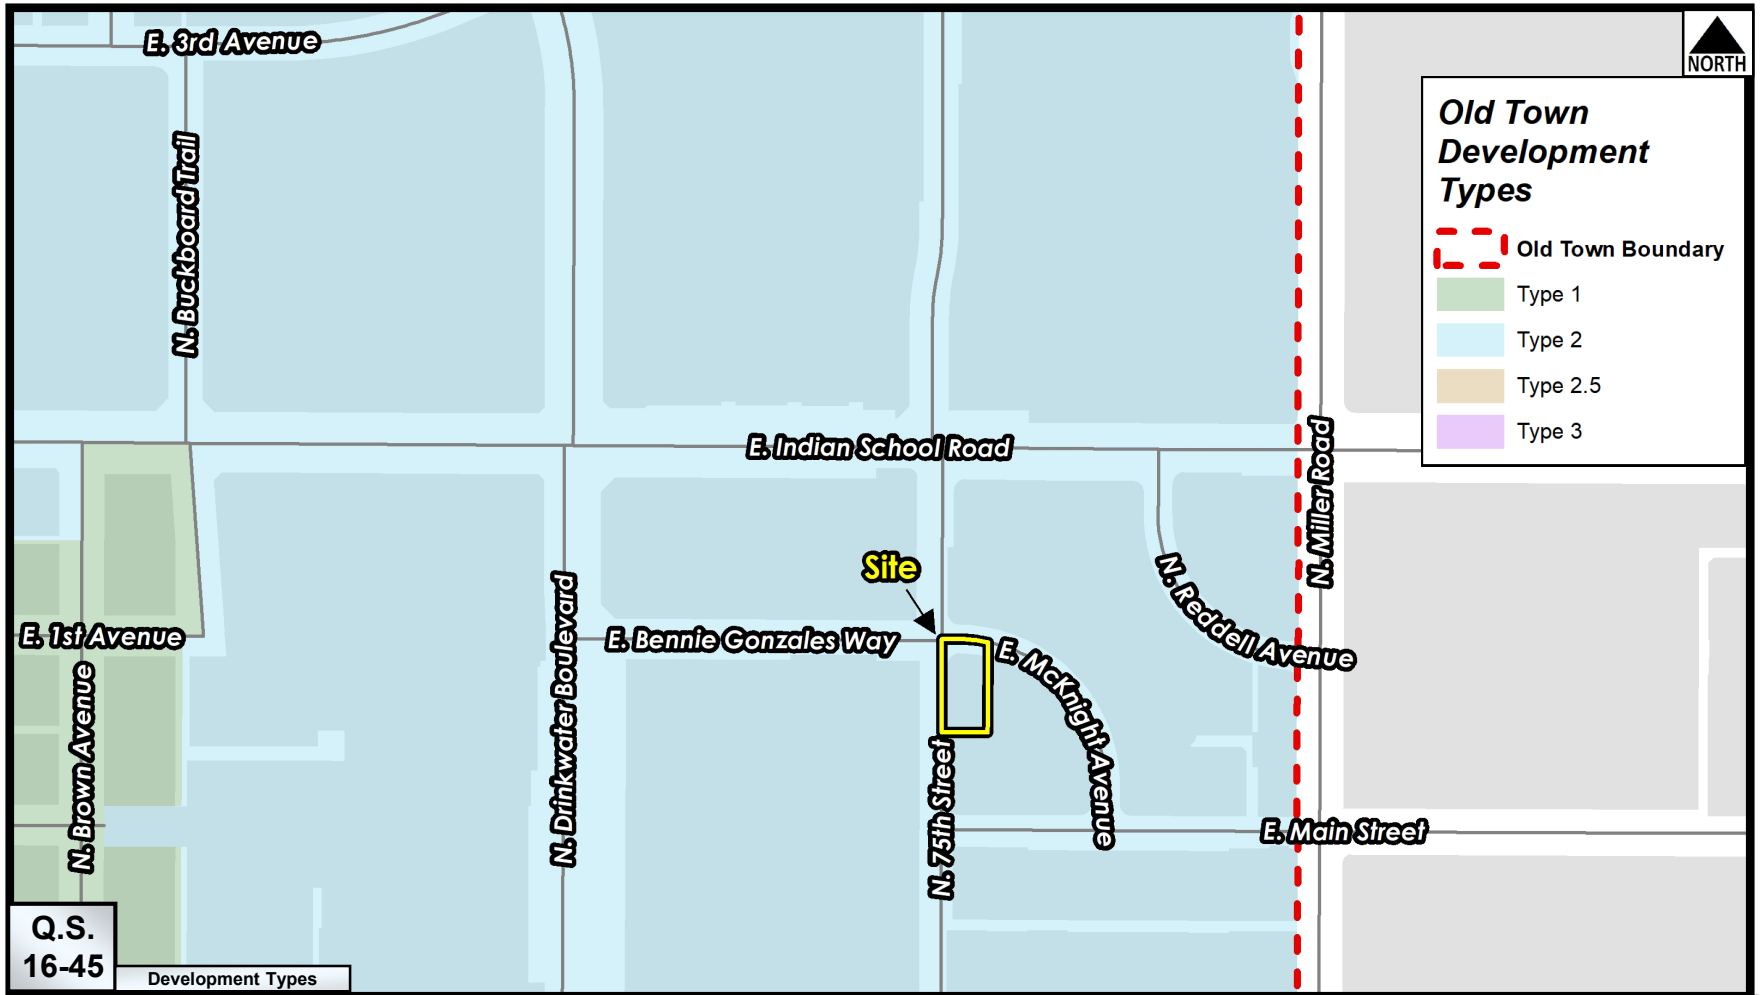 E. 3rd Avenue
NORTH
Old Town
Development
Types
Old Town Boundary
Type 1
Type 2
Type 2.5
Type 3
N. Buckboard Trail
E. Indian School Road
N. Miller Road
Site
N. Reddell Avenue
E. 1st Avenue
E. Bennie Gonzales Way
E. McKnight Avenue
N. Brown Avenue
N. Drinkwater Boulevard
N. 75th Street
E. Main Street
Q.S.
16-45
Development Types